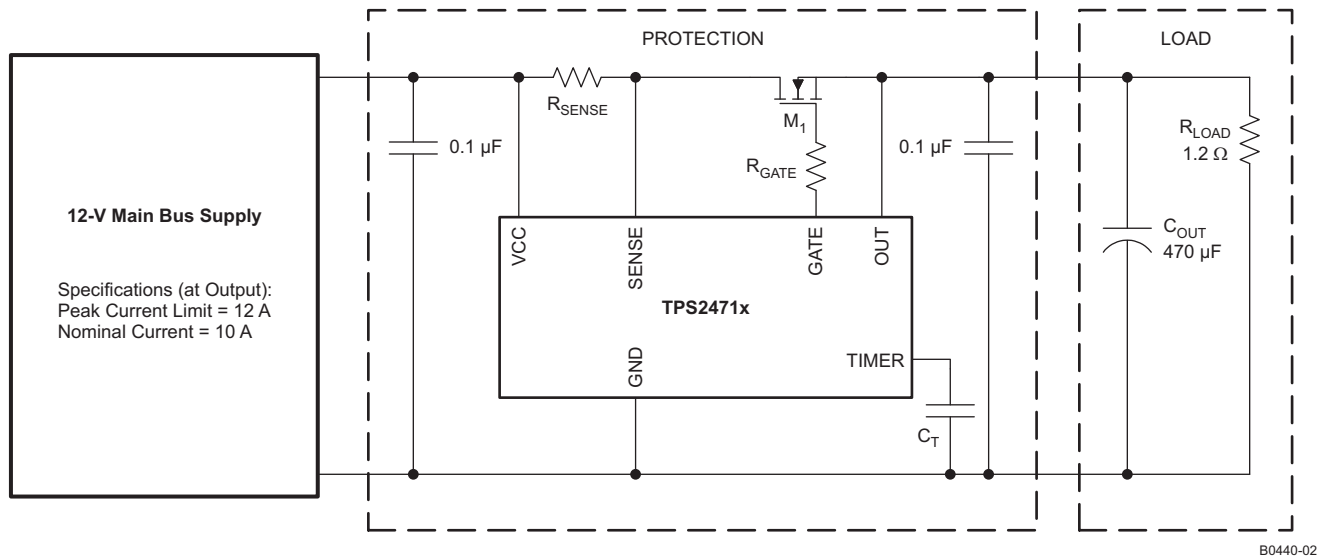 PROTECTION
LOAD
R_SENSE
M_1
0.1 µF
R_GATE
0.1 µF
R_LOAD
1.2 Ω
12-V Main Bus Supply
Specifications (at Output):
Peak Current Limit = 12 A
Nominal Current = 10 A
VCC
SENSE
GATE
OUT
TPS2471x
GND
TIMER
C_T
C_OUT
470 µF
B0440-02